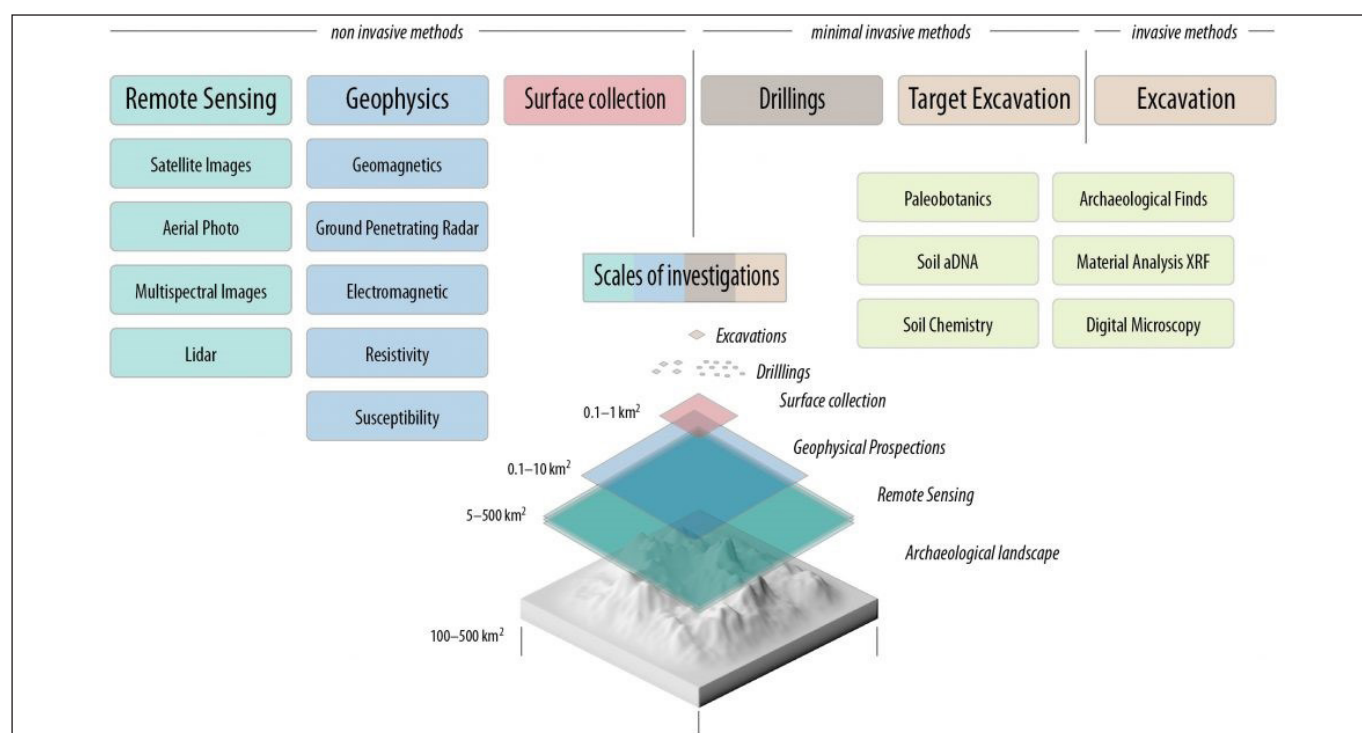 non invasive methods
minimal invasive methods
invasive methods
Remote Sensing
Geophysics
Surface collection
Drillings
Target Excavation
Excavation
Satellite Images
Geomagnetics
Paleobotanics
Archaeological Finds
Aerial Photo
Ground Penetrating Radar
Soil aDNA
Material Analysis XRF
Multispectral Images
Electromagnetic
Scales of investigations
Soil Chemistry
Digital Microscopy
Lidar
Resistivity
Susceptibility
Excavations
Drilllings
Surface collection
0.1–1 km²
Geophysical Prospections
0.1–10 km²
Remote Sensing
5–500 km²
Archaeological landscape
100–500 km²